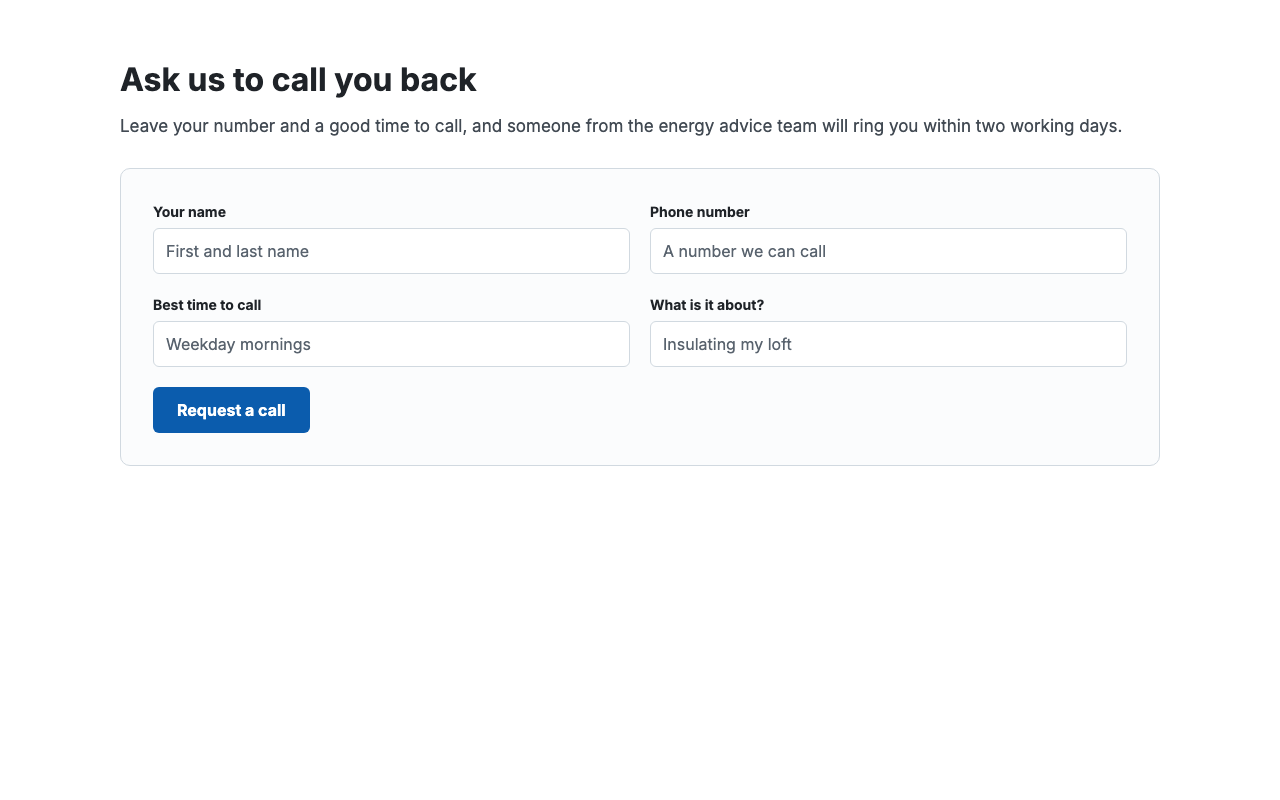 Ask us to call you back
Leave your number and a good time to call, and someone from the energy advice team will ring you within two working days.
Your name
First and last name
Phone number
A number we can call
Best time to call
Weekday mornings
What is it about?
Insulating my loft
Request a call